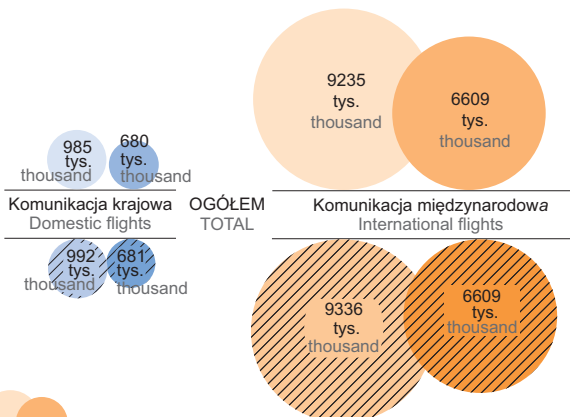 9235
tys.
thousand
6609
tys.
thousand
985
tys.
thousand
680
tys.
thousand
Komunikacja krajowa
Domestic flights
OGÓŁEM
TOTAL
Komunikacja międzynarodowa
International flights
992
tys.
thousand
681
tys.
thousand
9336
tys.
thousand
6609
tys.
thousand